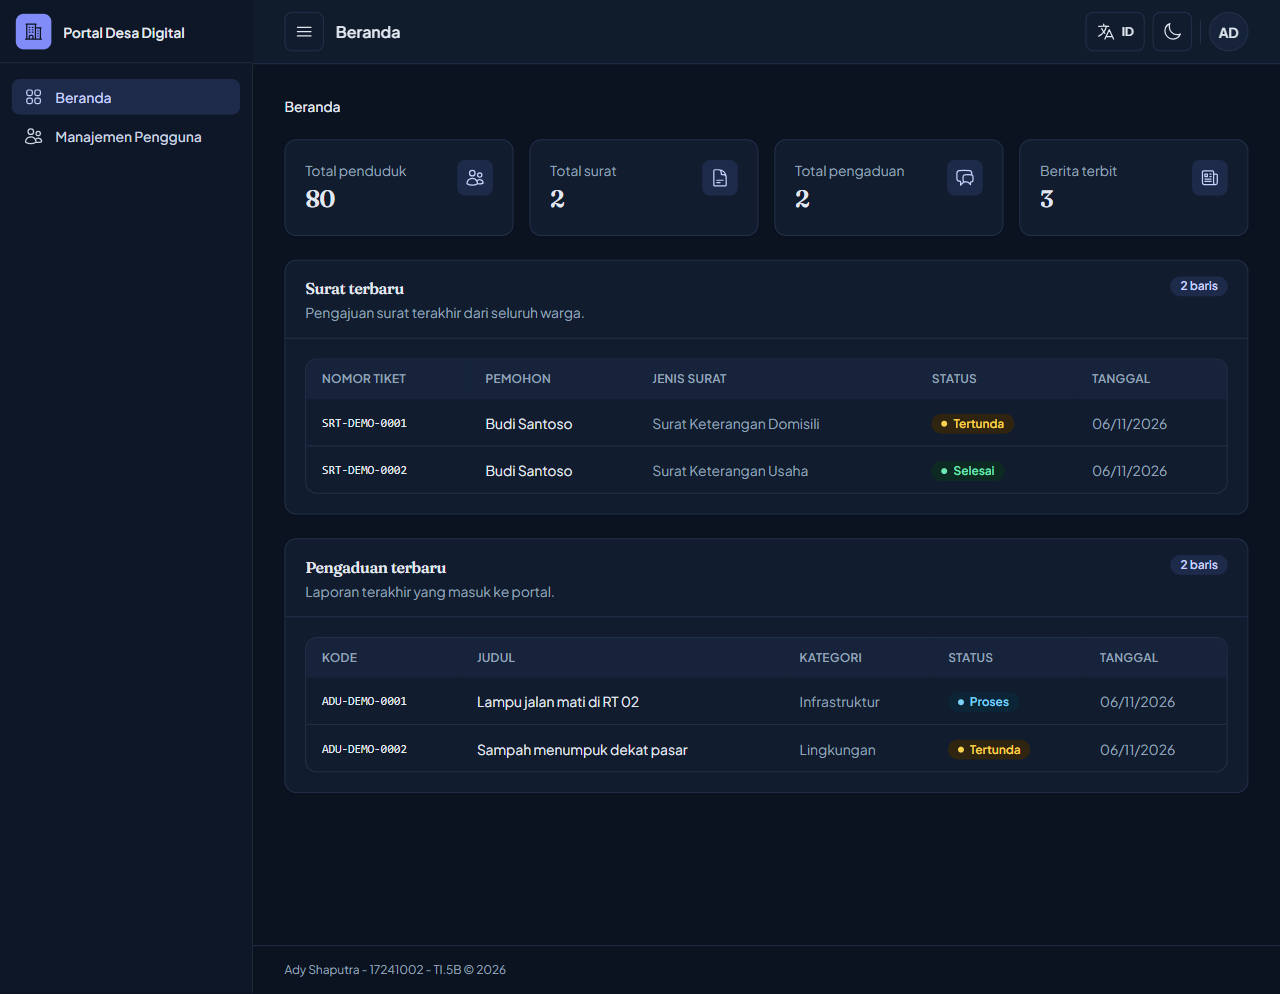 Portal Desa Digital
Beranda
Manajemen Pengguna
Beranda
ID
AD
Beranda
Total penduduk
80
Total surat
2
Total pengaduan
2
Berita terbit
3
Surat terbaru
2 baris
Pengajuan surat terakhir dari seluruh warga.
NOMOR TIKET PEMOHON JENIS SURAT STATUS TANGGAL
SRT-DEMO-0001 Budi Santoso Surat Keterangan Domisili Tertunda 06/11/2026
SRT-DEMO-0002 Budi Santoso Surat Keterangan Usaha Selesai 06/11/2026
Pengaduan terbaru
2 baris
Laporan terakhir yang masuk ke portal.
KODE JUDUL KATEGORI STATUS TANGGAL
ADU-DEMO-0001 Lampu jalan mati di RT 02 Infrastruktur Proses 06/11/2026
ADU-DEMO-0002 Sampah menumpuk dekat pasar Lingkungan Tertunda 06/11/2026
Ady Shaputra - 17241002 - TI.5B © 2026